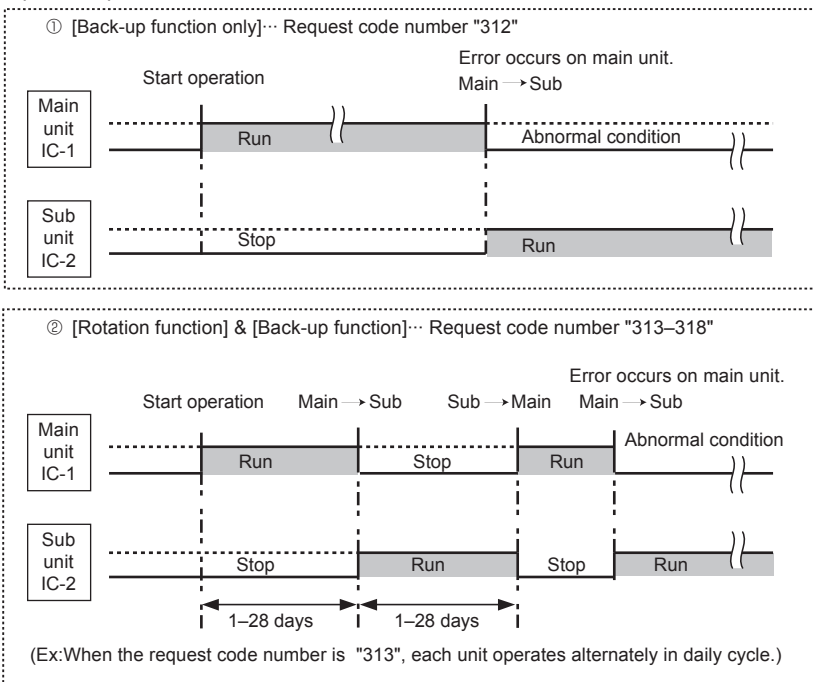 ① [Back-up function only]··· Request code number "312"
Error occurs on main unit.
Start operation
Main → Sub
Main
unit
IC-1
Run
Abnormal condition
Sub
unit
IC-2
Stop
Run
② [Rotation function] & [Back-up function]··· Request code number "313–318"
Error occurs on main unit.
Start operation
Main → Sub
Sub → Main
Main → Sub
Main
unit
IC-1
Run
Stop
Run
Abnormal condition
Sub
unit
IC-2
Stop
Run
Stop
Run
1–28 days
1–28 days
(Ex:When the request code number is "313", each unit operates alternately in daily cycle.)